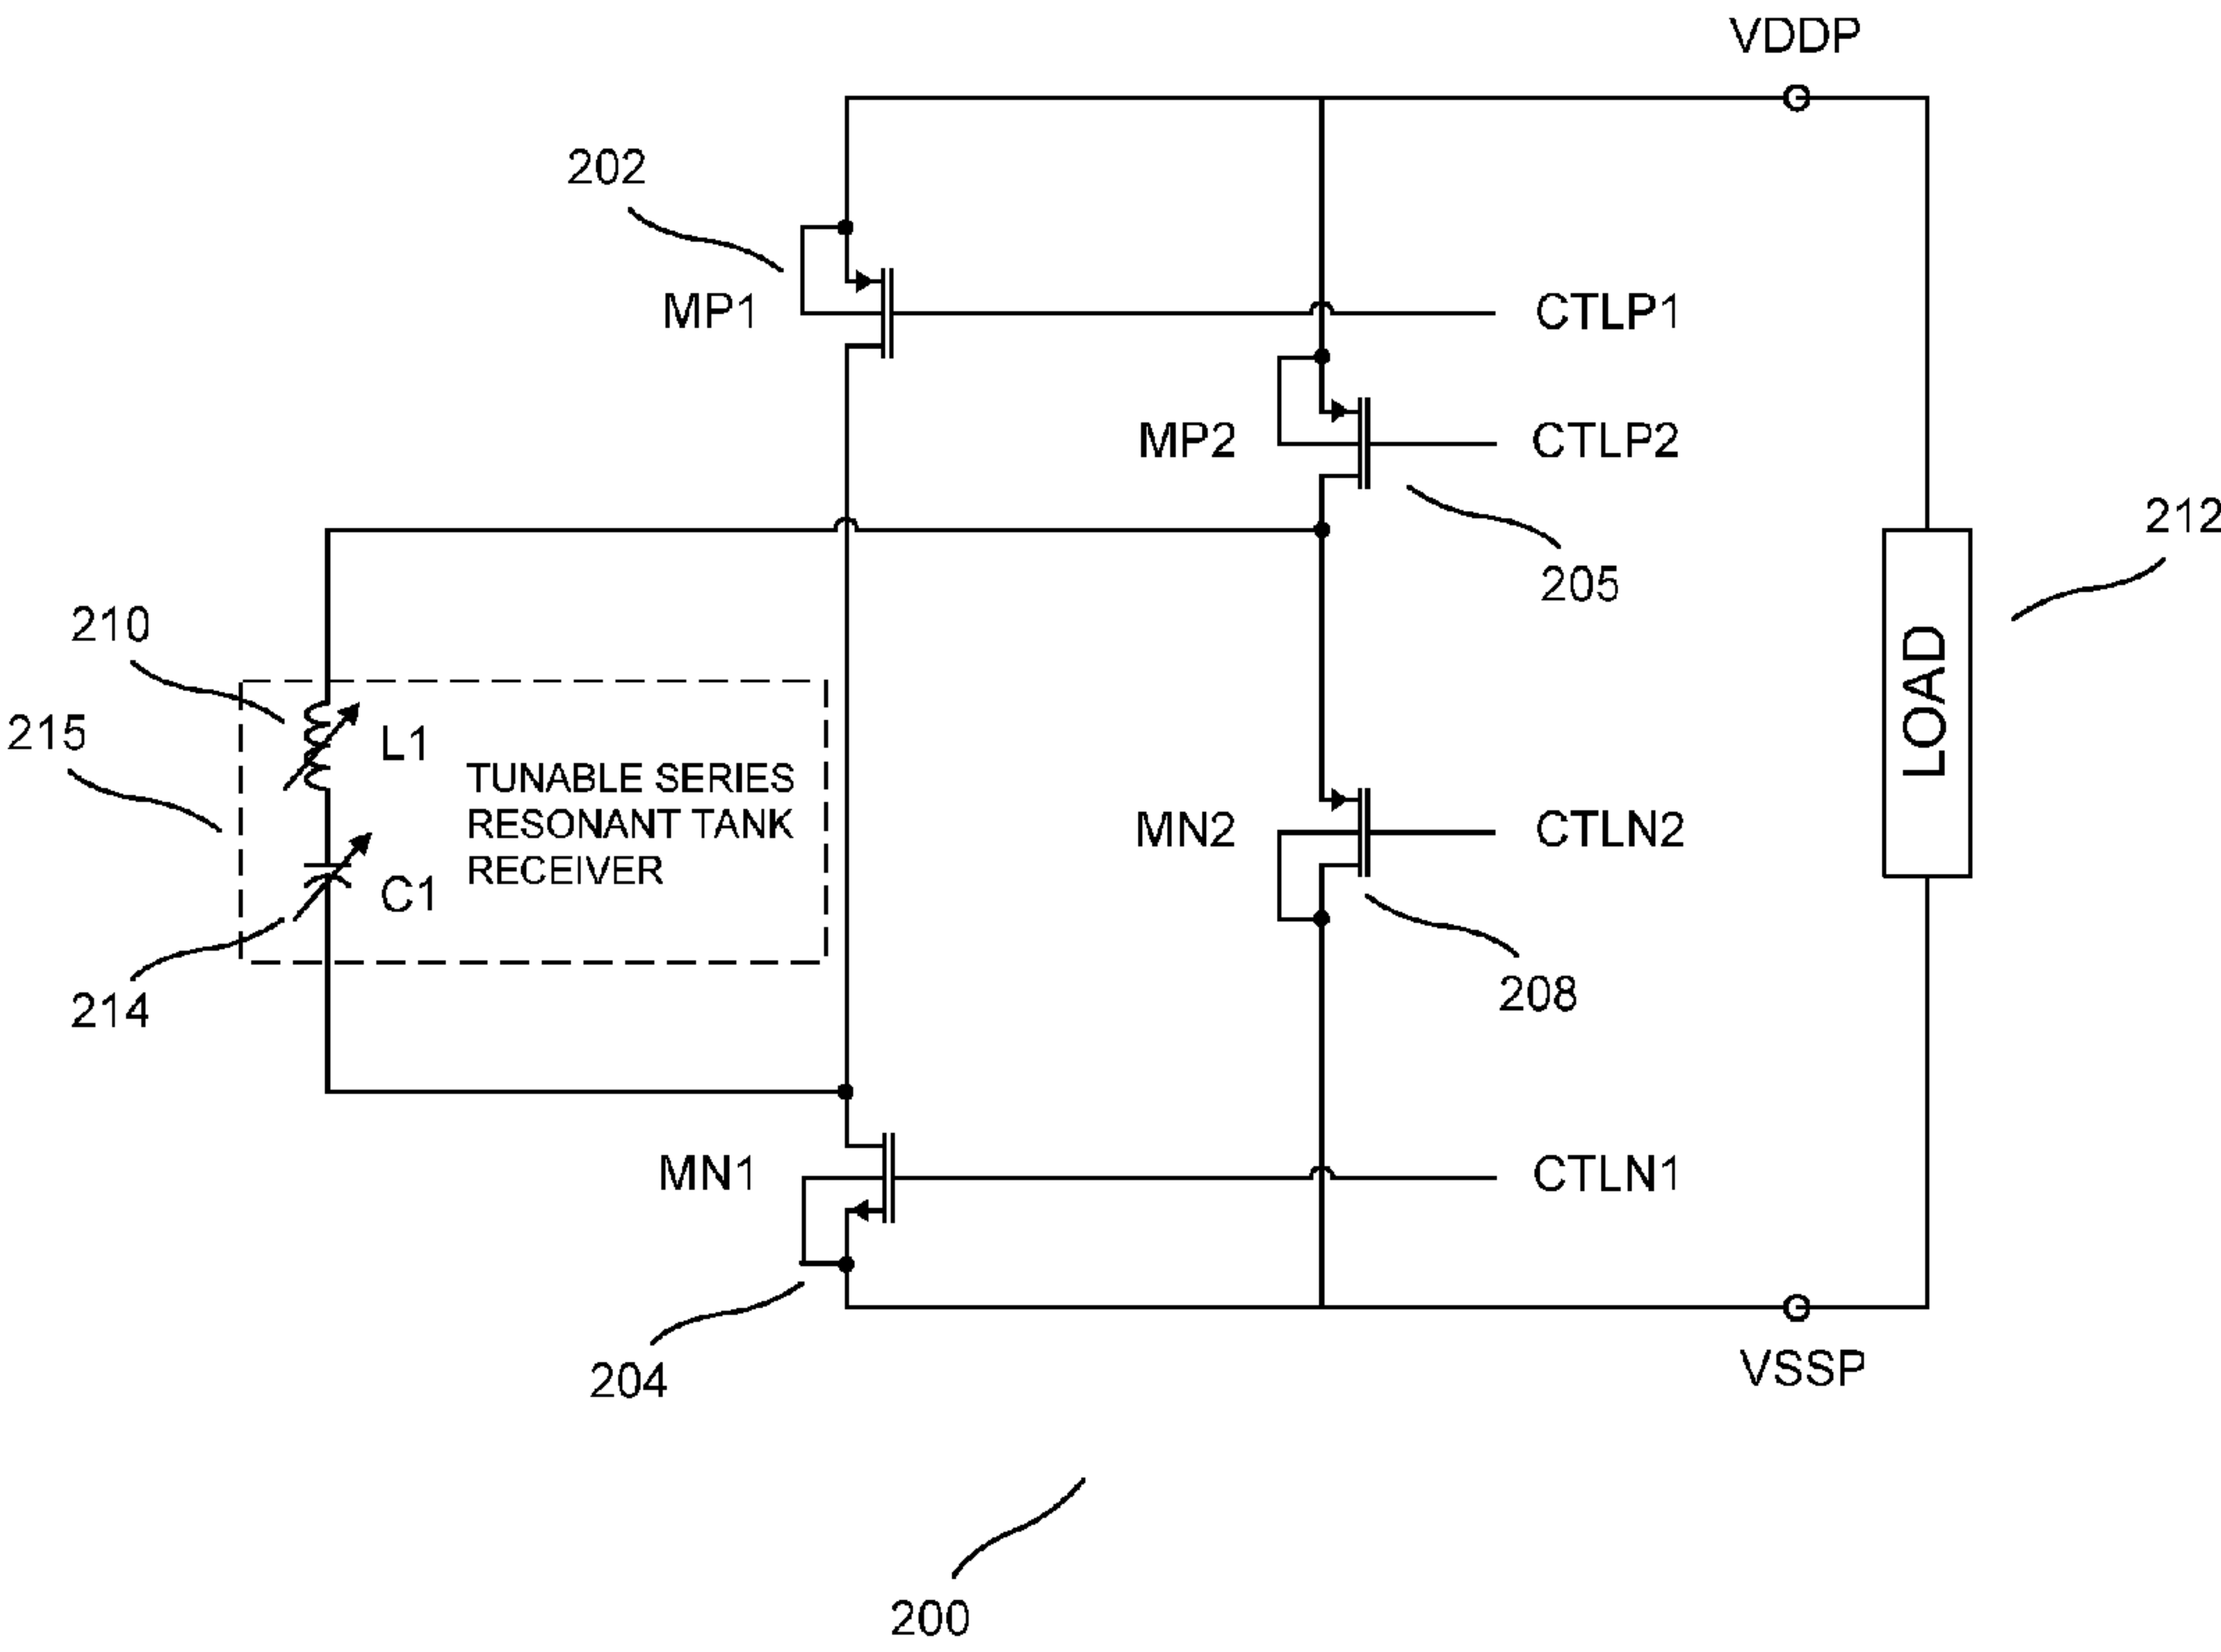 VDDP
202
MP1
CTLP1
MP2
CTLP2
212
205
210
215
L1
TUNABLE SERIES
RESONANT TANK
RECEIVER
LOAD
MN2
CTLN2
C1
214
208
MN1
CTLN1
204
VSSP
200